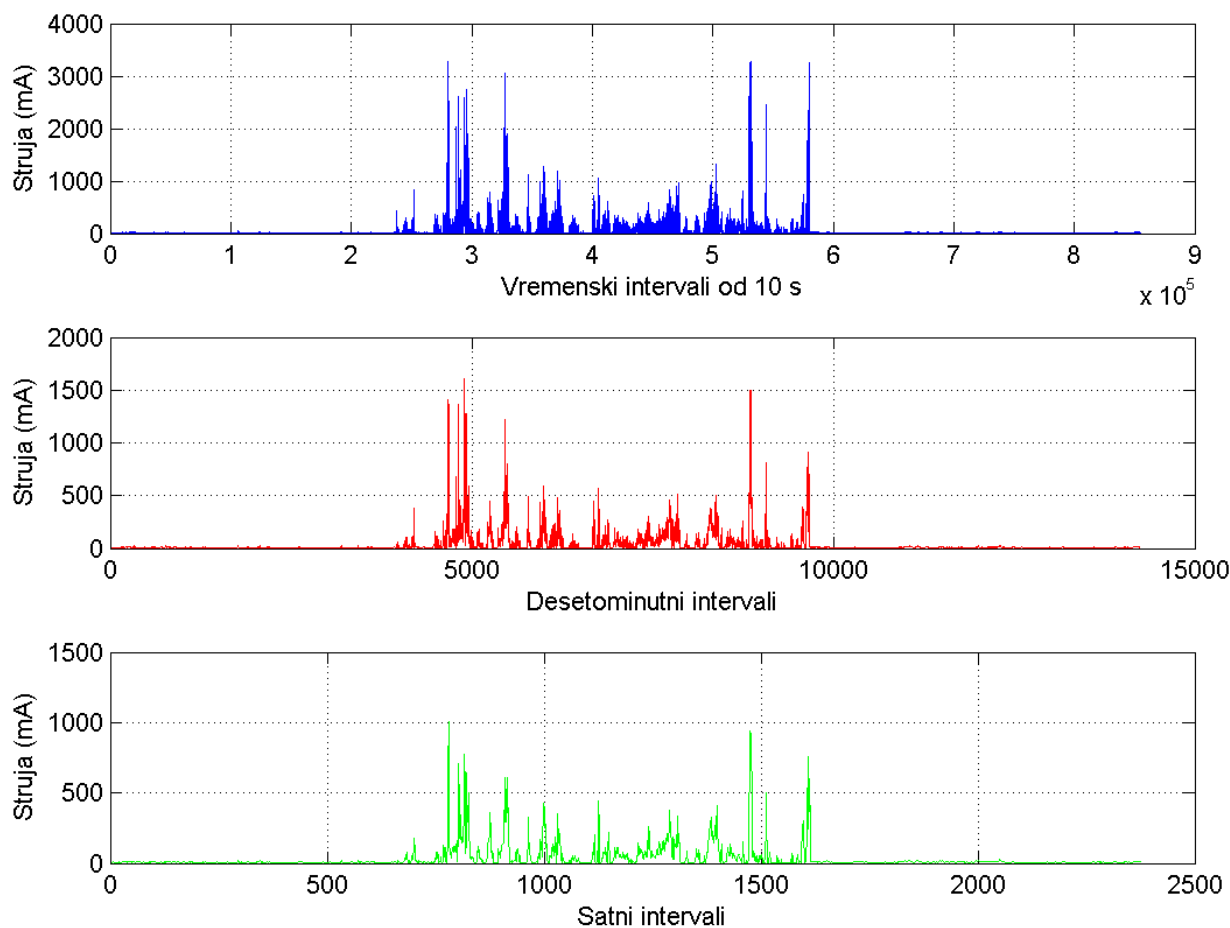 Struja (mA)
4000
3000
2000
1000
0
0 1 2 3 4 5 6 7 8 9
x 10^5
Vremenski intervali od 10 s
Struja (mA)
2000
1500
1000
500
0
0 5000 10000 15000
Desetominutni intervali
Struja (mA)
1500
1000
500
0
0 500 1000 1500 2000 2500
Satni intervali